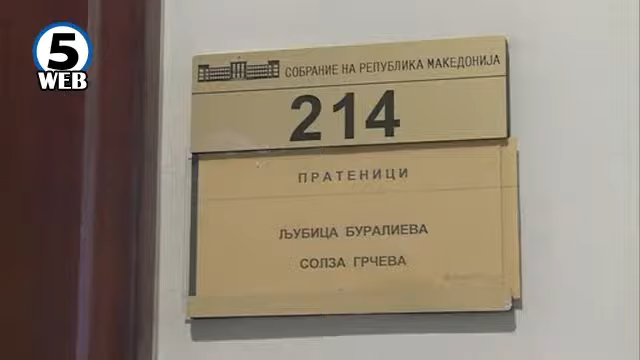 5
WEB
СОБРАНИЕ НА РЕПУБЛИКА МАКЕДОНИЈА
214
ПРАТЕНИЦИ
ЉУБИЦА БУРАЛИЕВА
СОЛЗА ГРЧЕВА